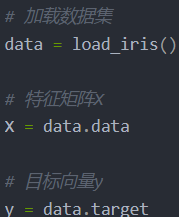 # 加载数据集
data = load_iris()
# 特征矩阵X
X = data.data
# 目标向量y
y = data.target